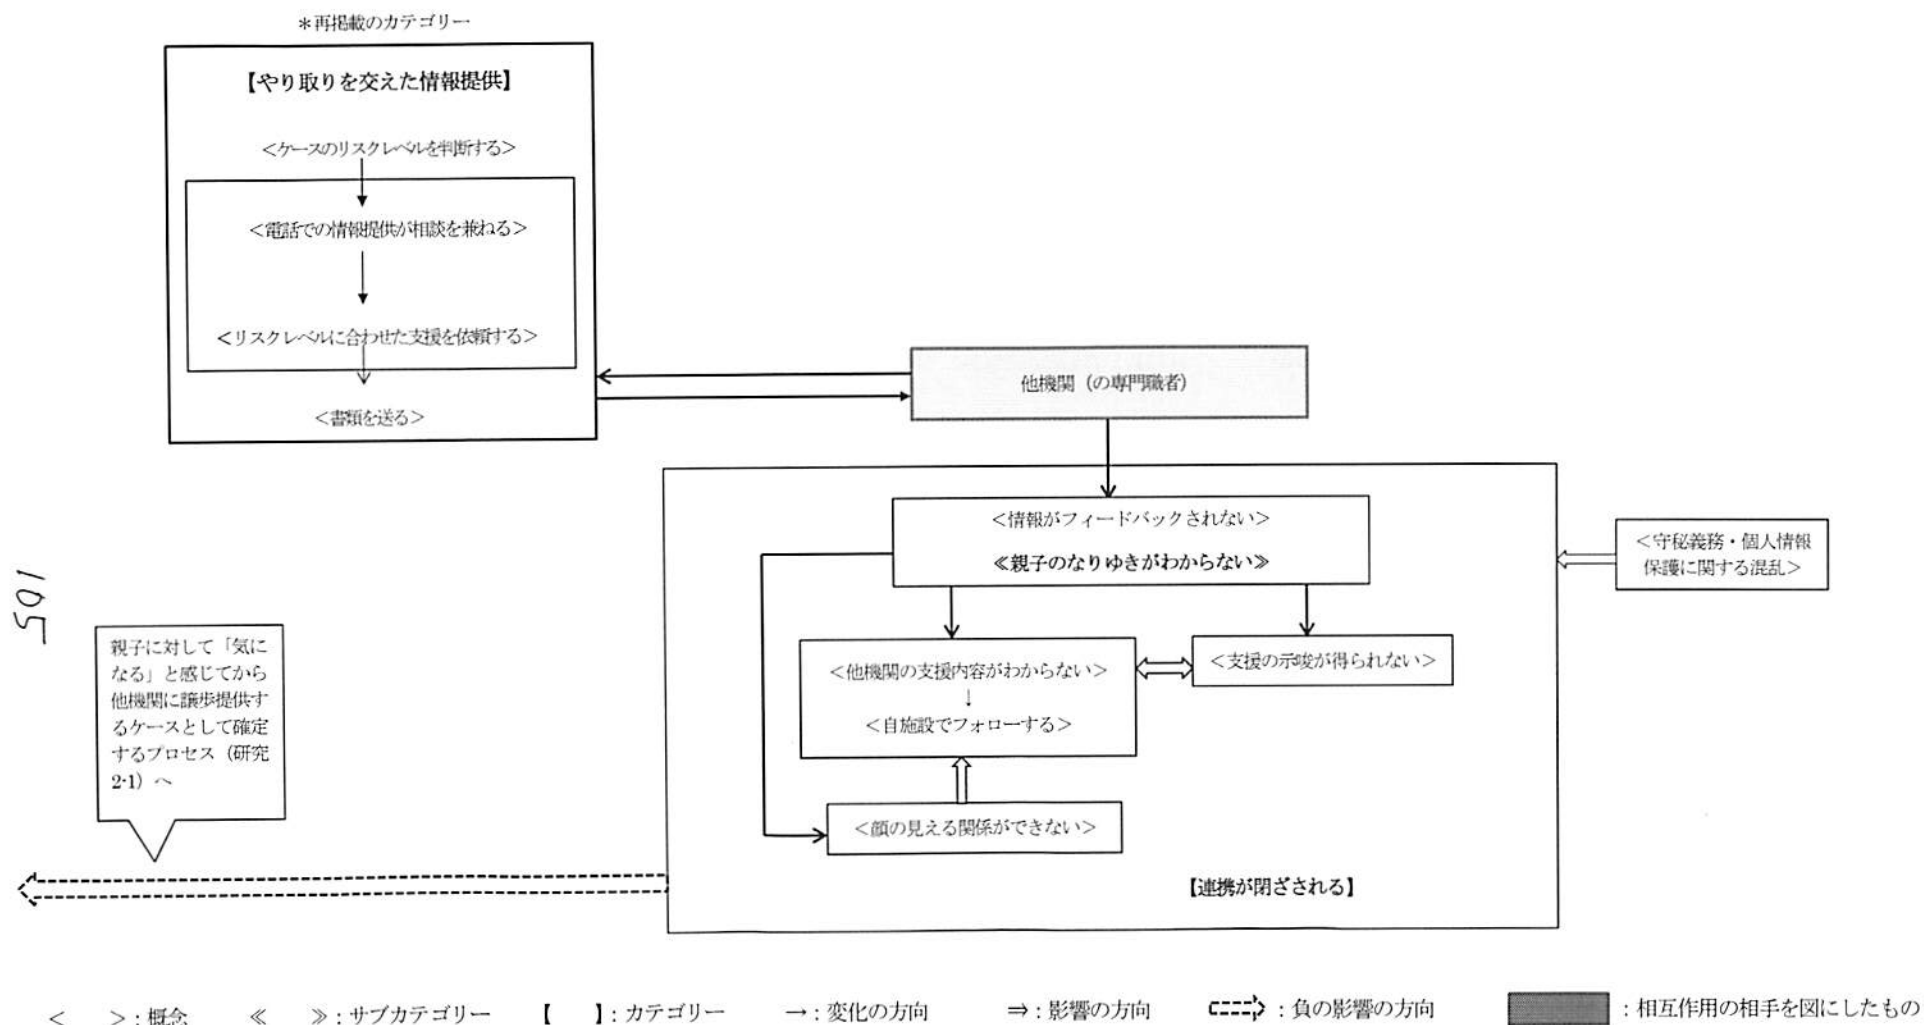 ＊再掲載のカテゴリー
【やり取りを交えた情報提供】
＜ケースのリスクレベルを判断する＞
＜電話での情報提供が相談を兼ねる＞
＜リスクレベルに合わせた支援を依頼する＞
＜書類を送る＞
他機関（の専門職者）
＜情報がフィードバックされない＞
≪親子のなりゆきがわからない≫
＜守秘義務・個人情報
保護に関する混乱＞
＜他機関の支援内容がわからない＞
↓
＜自施設でフォローする＞
＜支援の示唆が得られない＞
＜顔の見える関係ができない＞
【連携が閉ざされる】
親子に対して「気に
なる」と感じてから
他機関に譲歩提供す
るケースとして確定
するプロセス（研究
2-1）へ
105
＜　＞：概念　≪　≫：サブカテゴリー　【　】：カテゴリー　→：変化の方向　⇒：影響の方向　：負の影響の方向　：相互作用の相手を図にしたもの